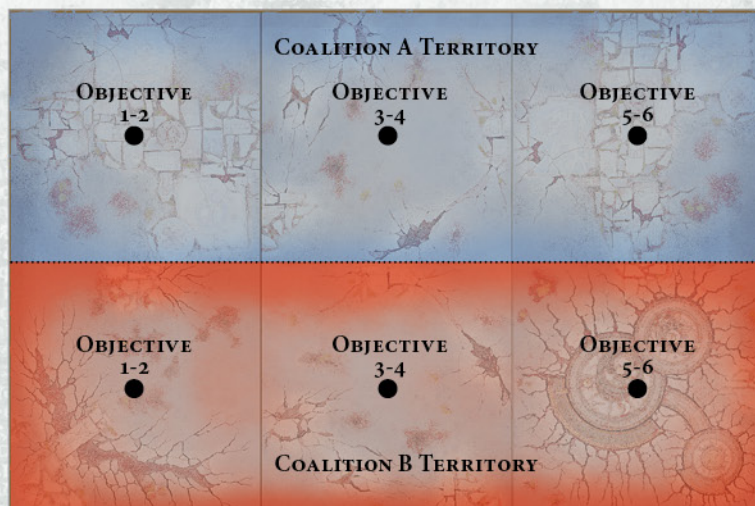 Coalition A Territory
Objective
1-2
Objective
3-4
Objective
5-6
Objective
1-2
Objective
3-4
Objective
5-6
Coalition B Territory